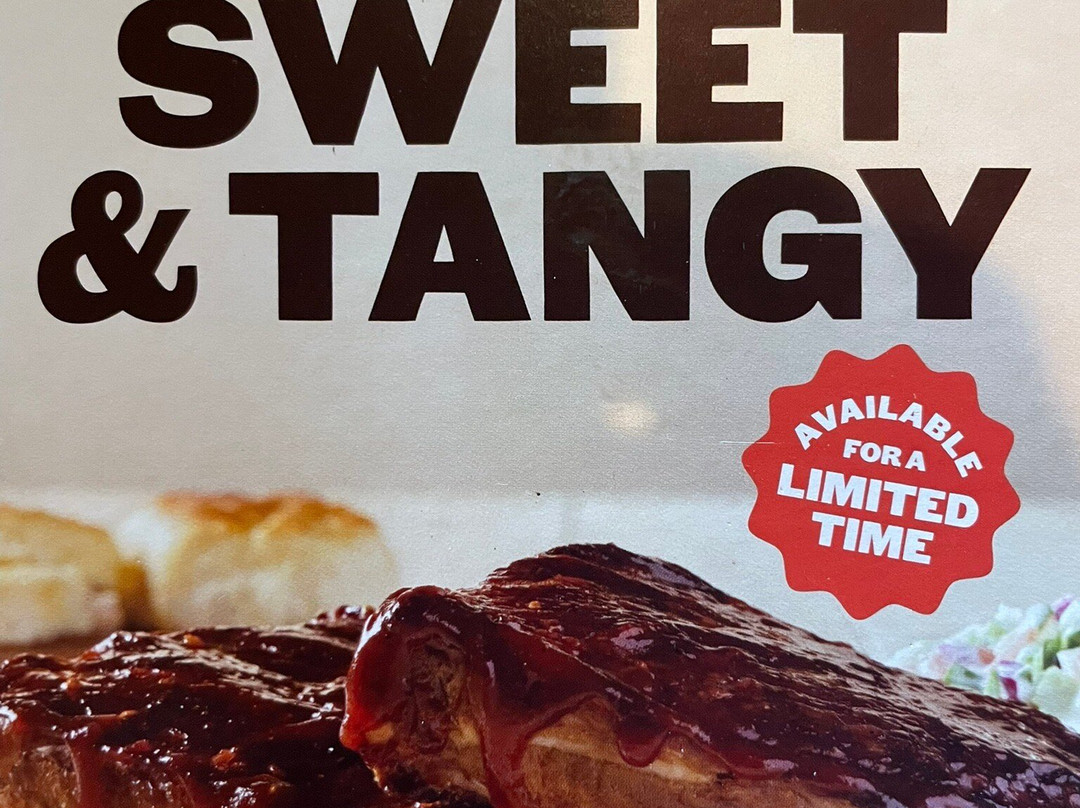 SWEET
& TANGY
AVAILABLE
FOR A
LIMITED
TIME